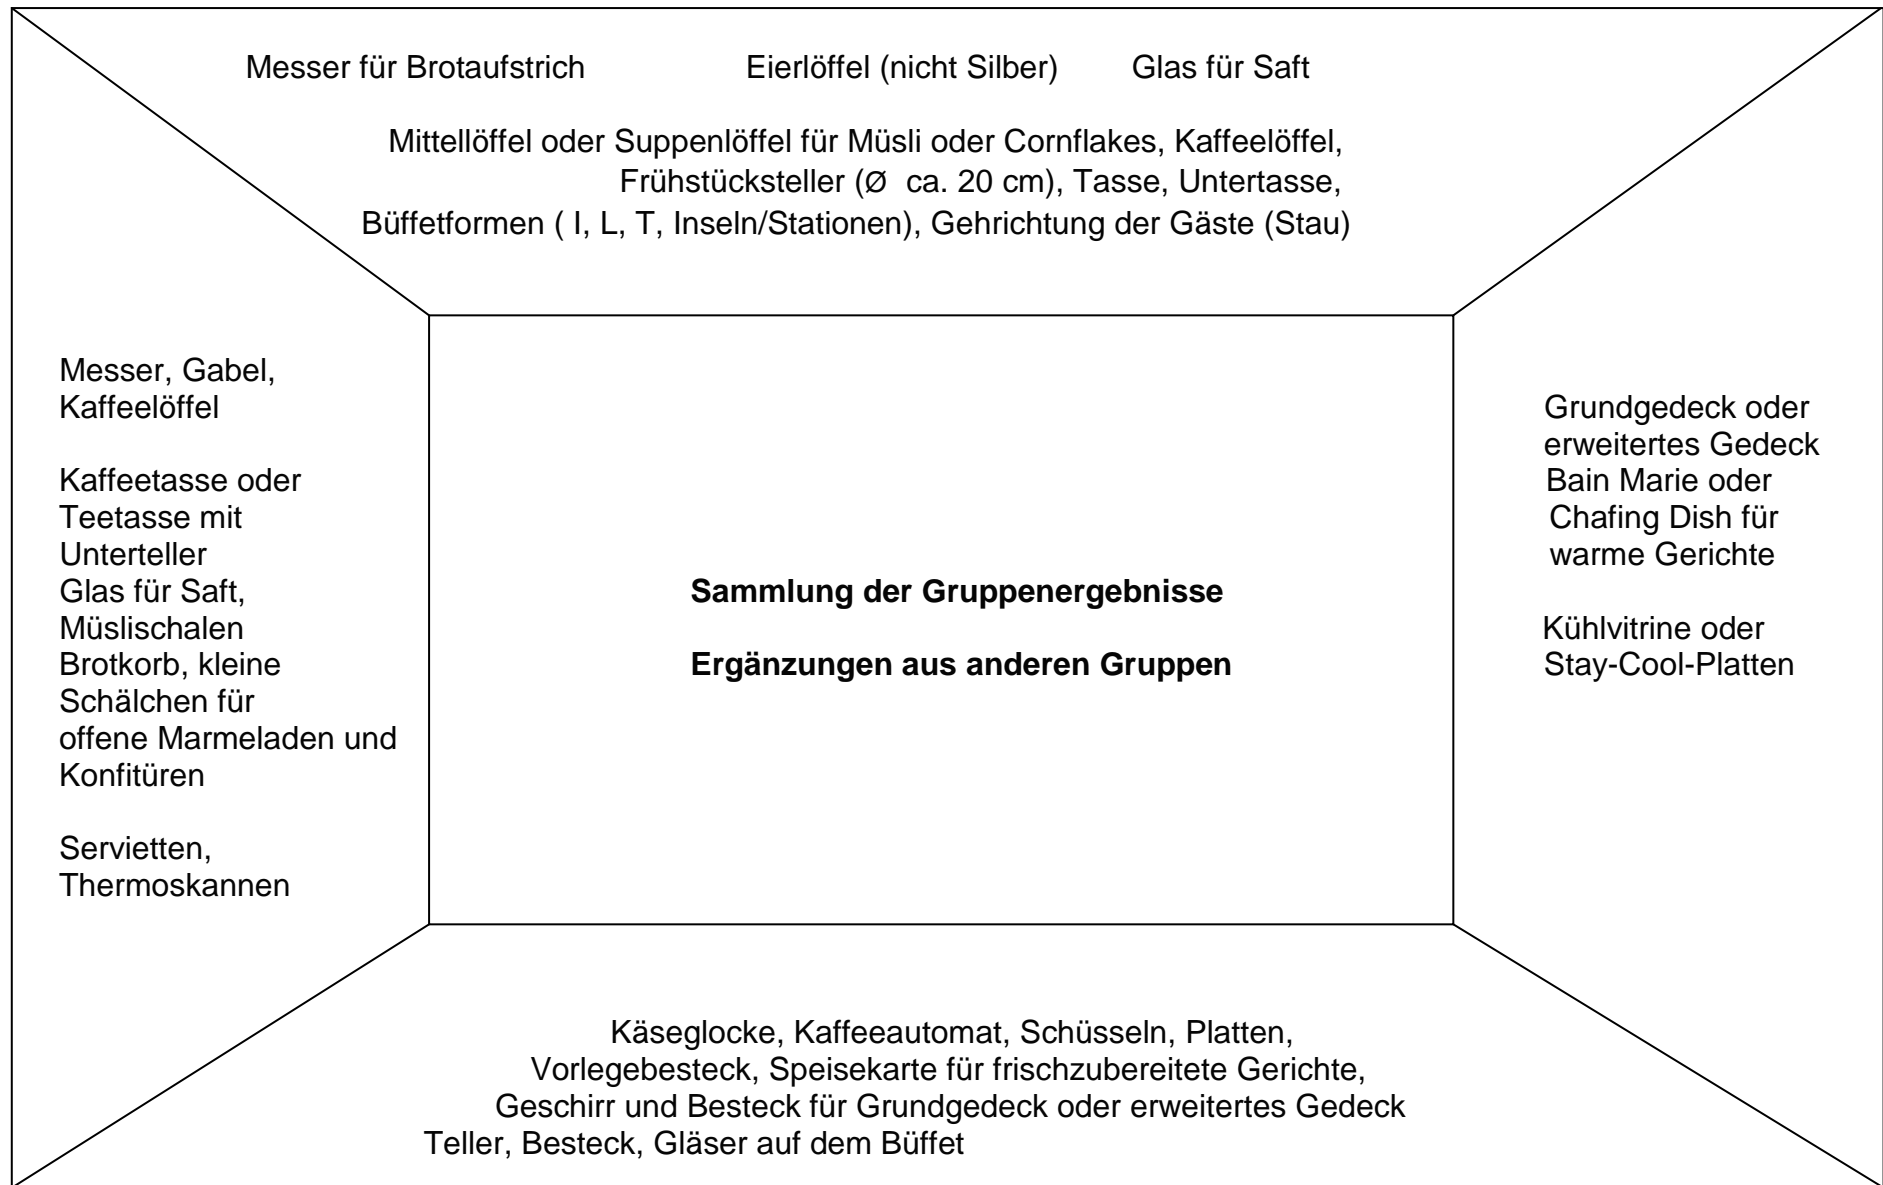 Messer für Brotaufstrich Eierlöffel (nicht Silber) Glas für Saft
Mittellöffel oder Suppenlöffel für Müsli oder Cornflakes, Kaffeelöffel,
Frühstücksteller (Ø ca. 20 cm), Tasse, Untertasse,
Büffetformen ( I, L, T, Inseln/Stationen), Gehrichtung der Gäste (Stau)
Messer, Gabel,
Kaffeelöffel
Kaffeetasse oder
Teetasse mit
Unterteller
Glas für Saft,
Müslischalen
Brotkorb, kleine
Schälchen für
offene Marmeladen und
Konfitüren
Servietten,
Thermoskannen
Sammlung der Gruppenergebnisse
Ergänzungen aus anderen Gruppen
Grundgedeck oder
erweitertes Gedeck
Bain Marie oder
Chafing Dish für
warme Gerichte
Kühlvitrine oder
Stay-Cool-Platten
Käseglocke, Kaffeeautomat, Schüsseln, Platten,
Vorlegebesteck, Speisekarte für frischzubereitete Gerichte,
Geschirr und Besteck für Grundgedeck oder erweitertes Gedeck
Teller, Besteck, Gläser auf dem Büffet